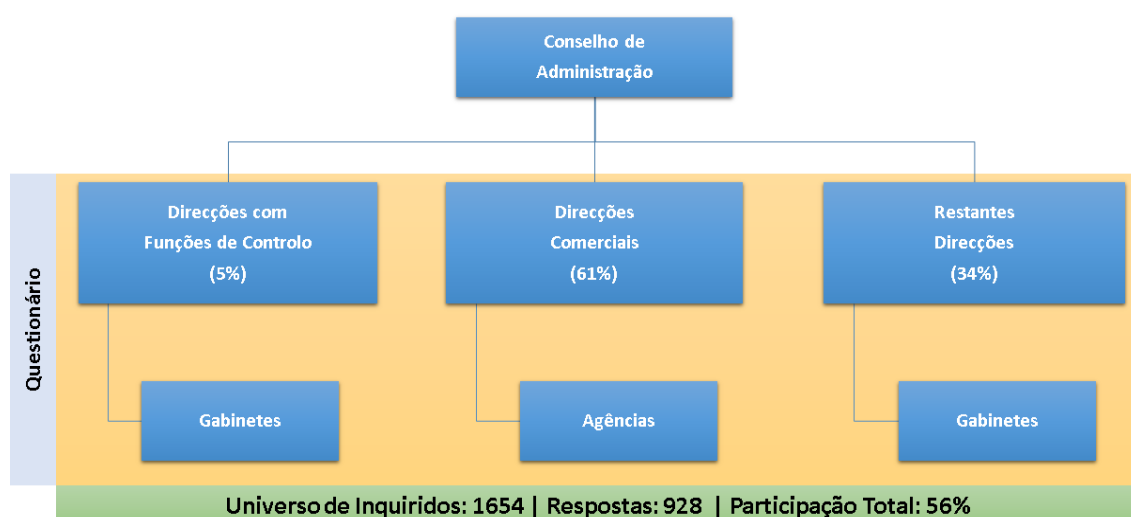 Conselho de
Administração
Direcções com
Funções de Controlo
(5%)
Direcções
Comerciais
(61%)
Restantes
Direcções
(34%)
Questionário
Gabinetes
Agências
Gabinetes
Universo de Inquiridos: 1654 | Respostas: 928 | Participação Total: 56%